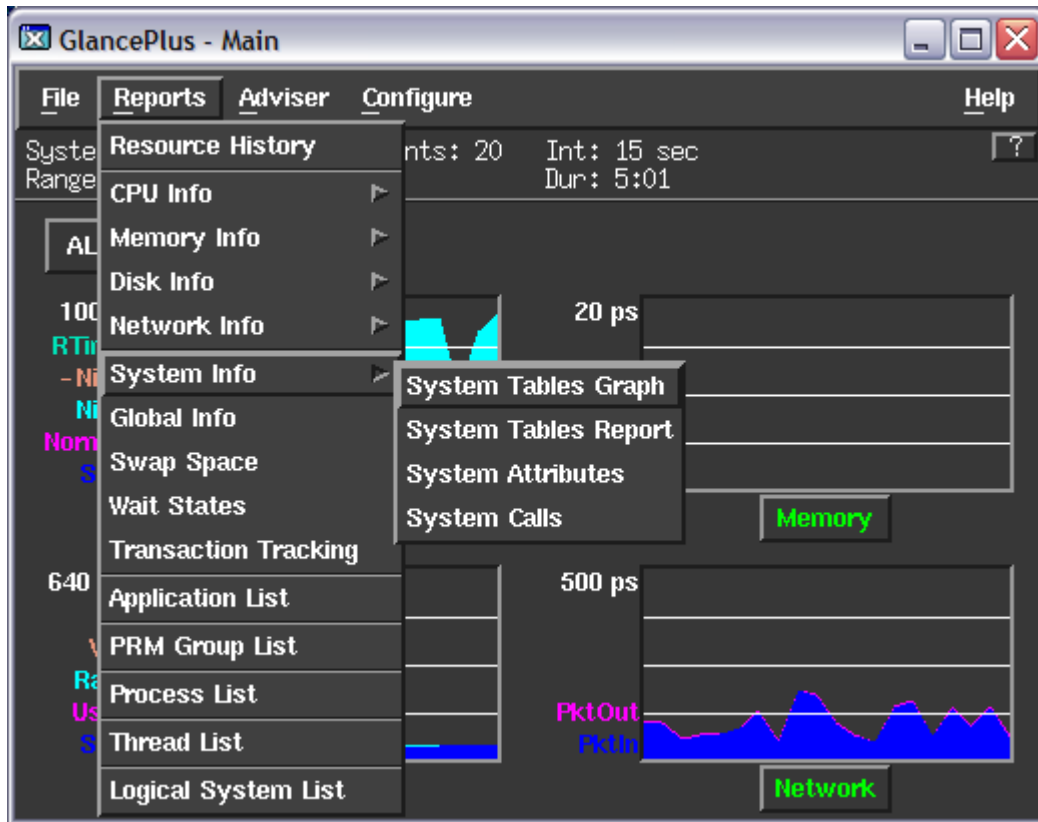 GlancePlus - Main
File Reports Adviser Configure Help
Resource History
Int: 15 sec ?
Dur: 5:01
CPU Info
Memory Info
Disk Info
Network Info
System Info
Global Info
Swap Space
Wait States
Transaction Tracking
Application List
PRM Group List
Process List
Thread List
Logical System List
System Tables Graph
System Tables Report
System Attributes
System Calls
Range
20
100
20 ps
Memory
640
500 ps
PktOut
PktIn
Network